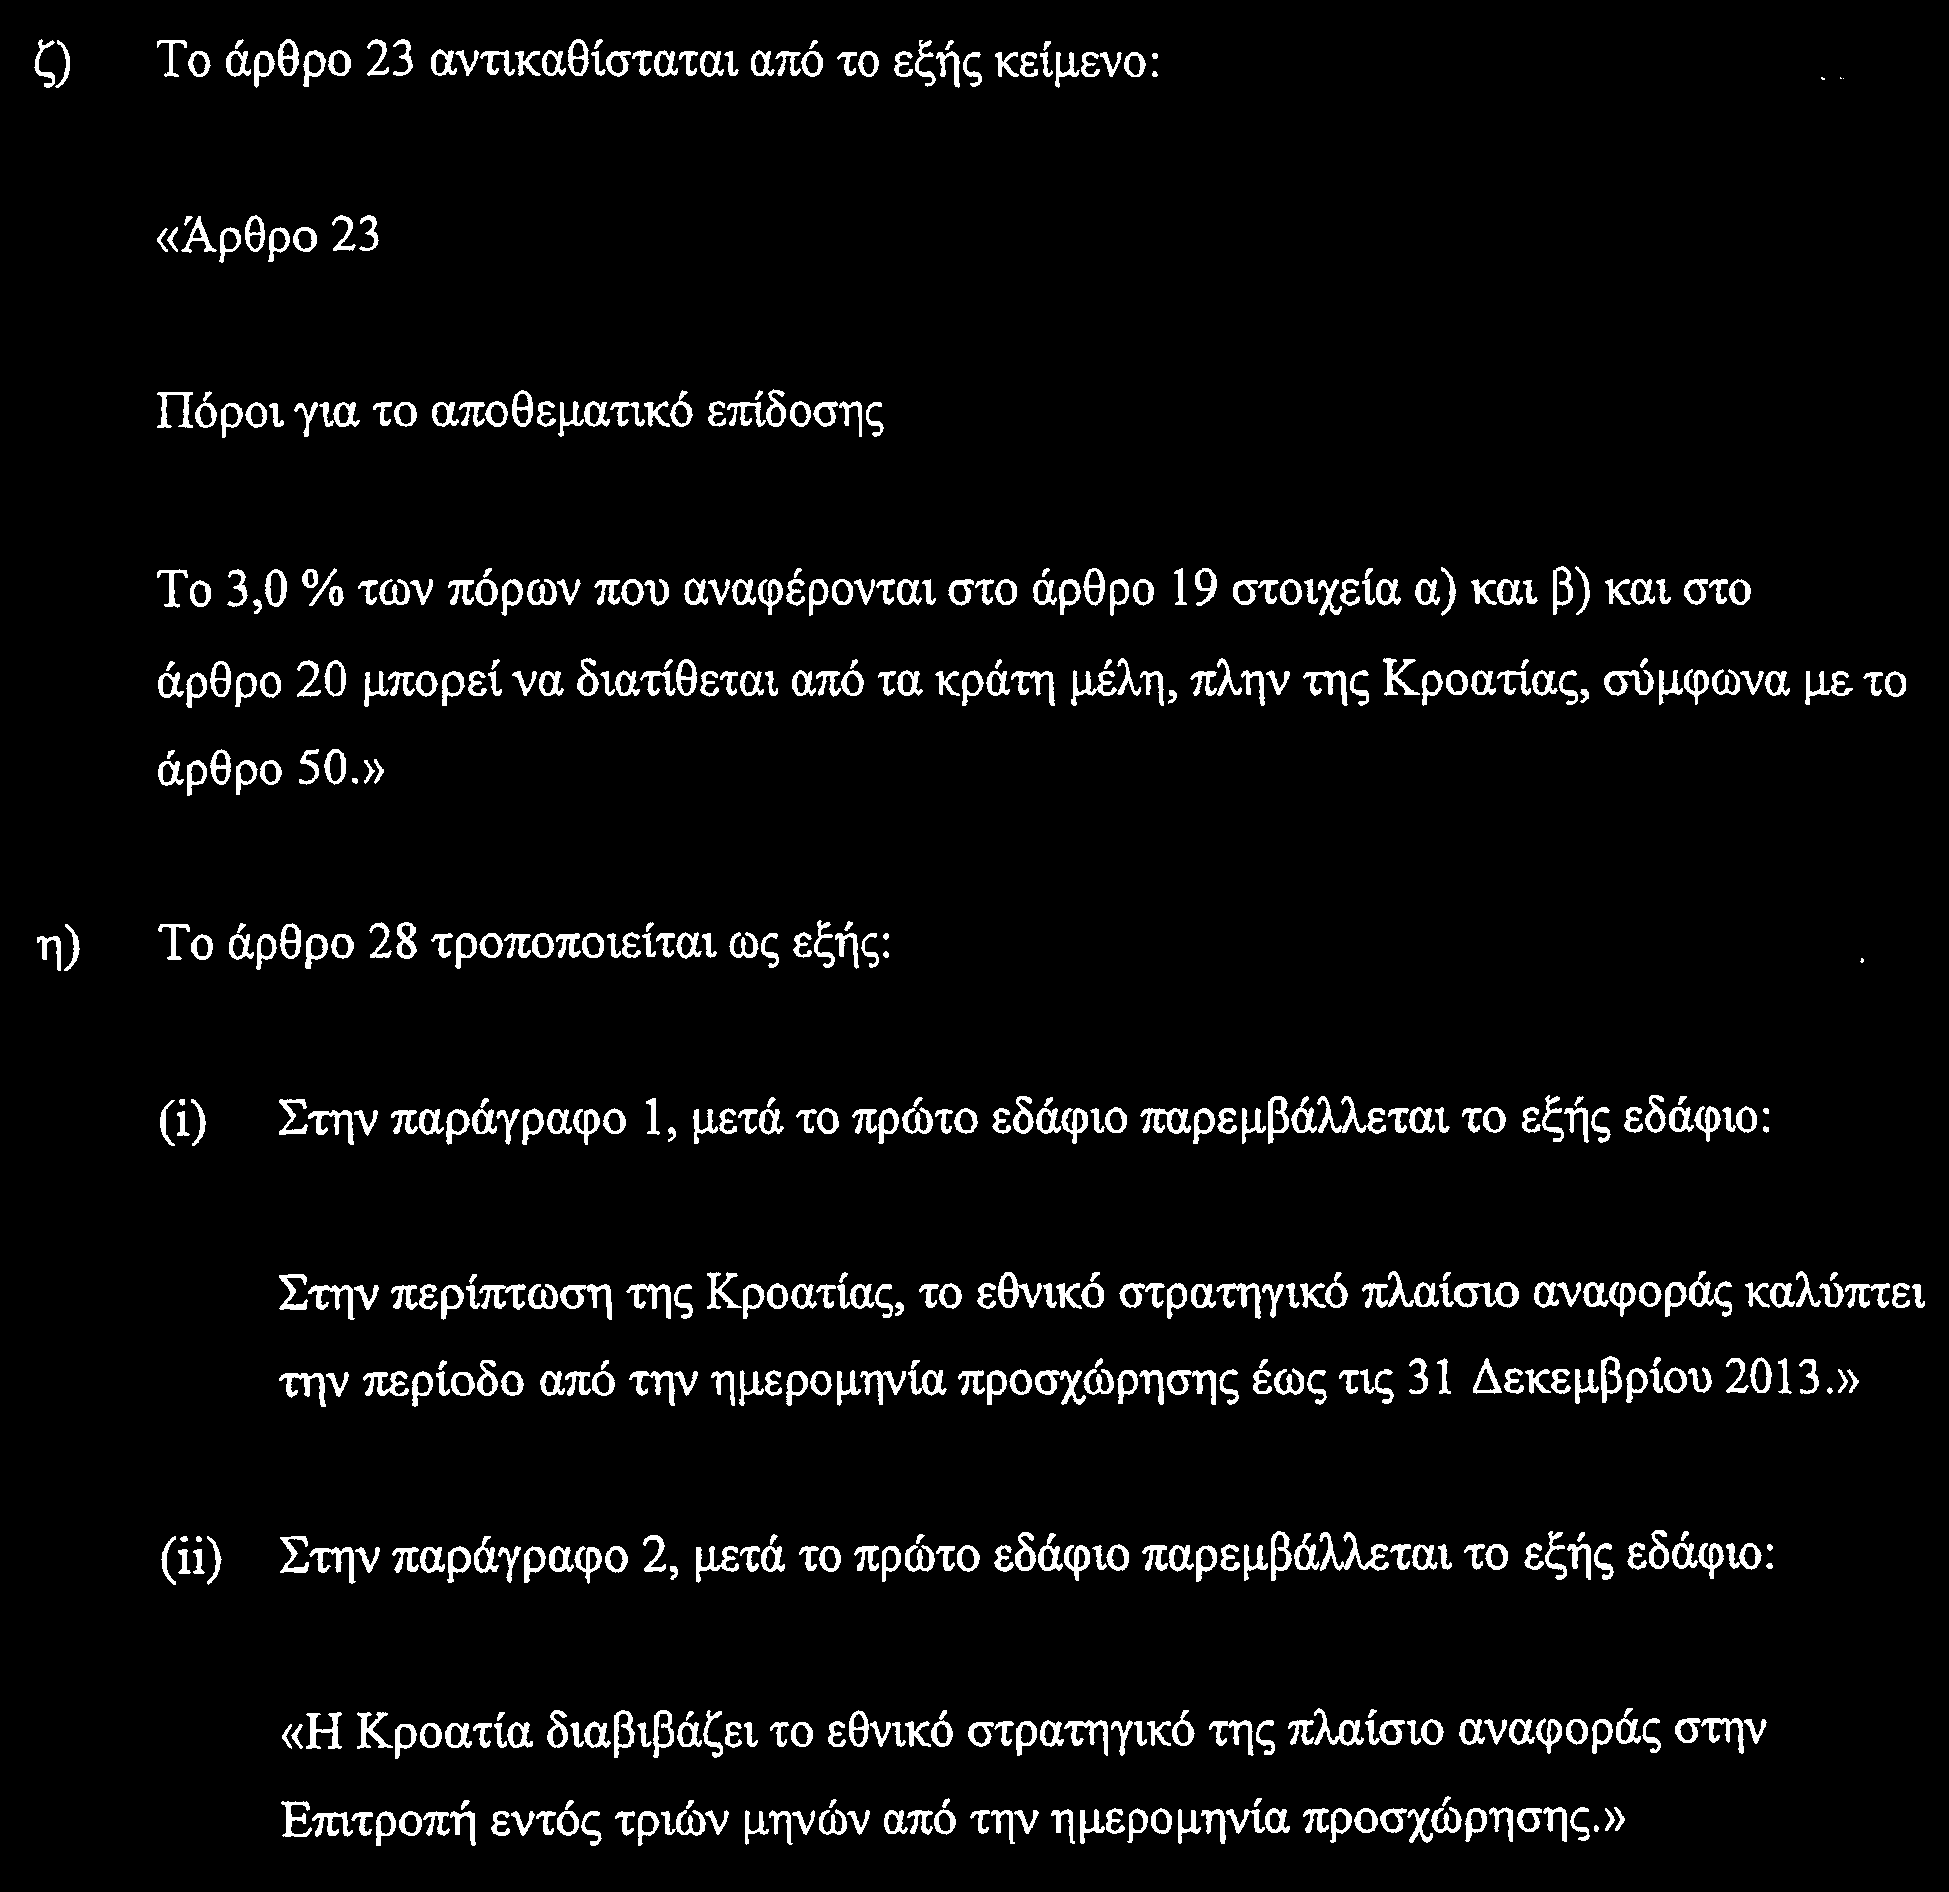 ζ) Το άρθρο 23 αντικαθίσταται από το εξής κείμενο:
«Άρθρο 23
Πόροι για το αποθεματικό επίδοσης
Το 3,0 % των πόρων που αναφέρονται στο άρθρο 19 στοιχεία α) και β) και στο
άρθρο 20 μπορεί να διατίθεται από τα κράτη μέλη, πλην της Κροατίας, σύμφωνα με το
άρθρο 50.»
η) Το άρθρο 28 τροποποιείται ως εξής:
(i) Στην παράγραφο 1, μετά το πρώτο εδάφιο παρεμβάλλεται το εξής εδάφιο:
Στην περίπτωση της Κροατίας, το εθνικό στρατηγικό πλαίσιο αναφοράς καλύπτει
την περίοδο από την ημερομηνία προσχώρησης έως τις 31 Δεκεμβρίου 2013.»
(ii) Στην παράγραφο 2, μετά το πρώτο εδάφιο παρεμβάλλεται το εξής εδάφιο:
«Η Κροατία διαβιβάζει το εθνικό στρατηγικό της πλαίσιο αναφοράς στην
Επιτροπή εντός τριών μηνών από την ημερομηνία προσχώρησης.»